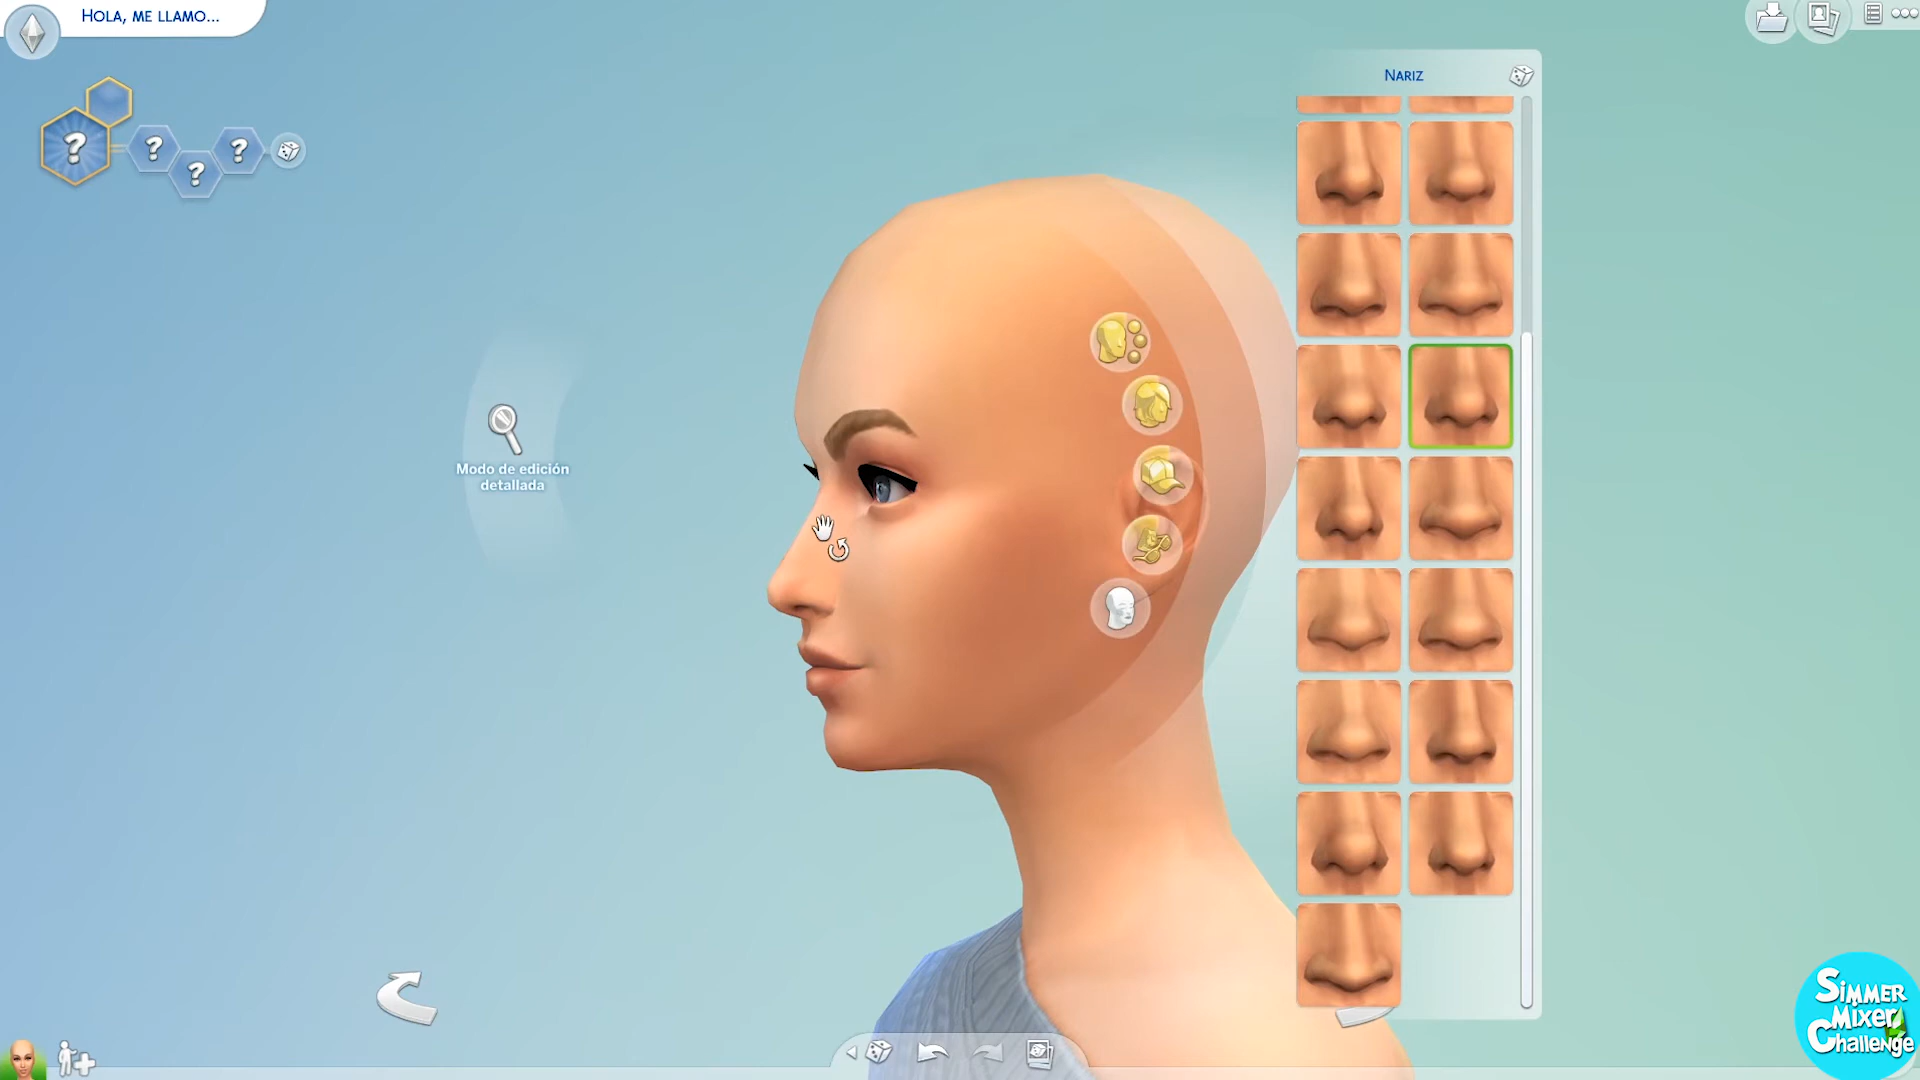 HOLA, ME LLAMO...
NARIZ
? ? ? ?
Modo de edición
detallada
SIMMER
MIXER
CHALLENGE